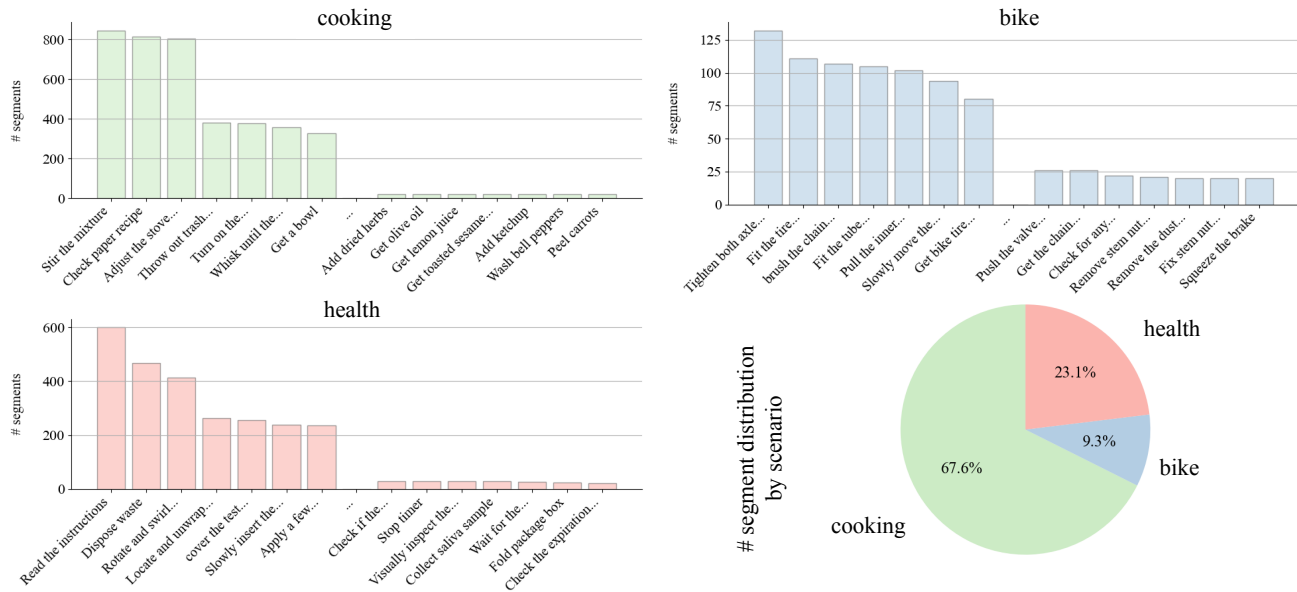 cooking
# segments
800
600
400
200
0
Stir the mixture
Check paper recipe
Adjust the stove...
Throw out trash...
Turn on the...
Whisk until the...
Get a bowl
...
Add dried herbs
Get olive oil
Get lemon juice
Get toasted sesame...
Add ketchup
Wash bell peppers
Peel carrots
bike
# segments
125
100
75
50
25
0
Tighten both axle...
Fit the tire...
brush the chain...
Fit the tube...
Pull the inner...
Slowly move the...
Get bike tire...
...
Push the valve...
Get the chain...
Check for any...
Remove stem nut...
Remove the dust...
Fix stem nut...
Squeeze the brake
health
# segments
600
400
200
0
Read the instructions
Dispose waste
Rotate and swirl...
Locate and unwrap...
cover the test...
Slowly insert the...
Apply a few...
...
Check if the...
Stop timer
Visually inspect the...
Collect saliva sample
Wait for the...
Fold package box
Check the expiration...
# segment distribution
by scenario
health
23.1%
9.3%
bike
67.6%
cooking